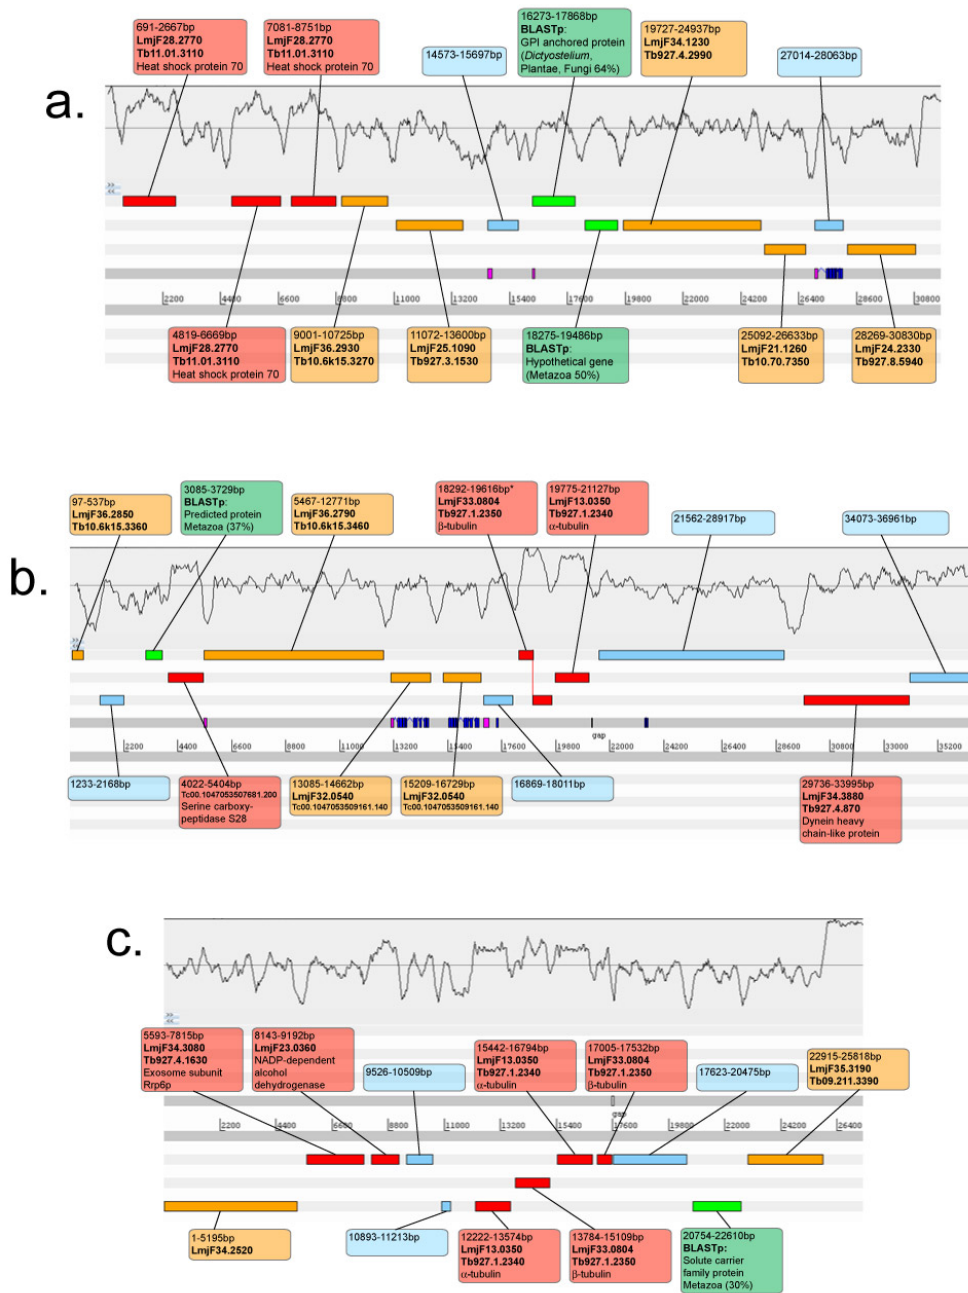 a.
691-2667bp
LmjF28.2770
Tb11.01.3110
Heat shock protein 70
7081-8751bp
LmjF28.2770
Tb11.01.3110
Heat shock protein 70
14573-15697bp
16273-17868bp
BLASTp:
GPI anchored protein
(Dictyostelium,
Plantae, Fungi 64%)
19727-24937bp
LmjF34.1230
Tb927.4.2990
27014-28063bp
2200
4400
6600
8800
11000
13200
15400
17600
19800
22000
24200
26400
28600
30800
4819-6669bp
LmjF28.2770
Tb11.01.3110
Heat shock protein 70
9001-10725bp
LmjF36.2930
Tb10.6k15.3270
11072-13600bp
LmjF25.1090
Tb927.3.1530
18275-19486bp
BLASTp:
Hypothetical gene
(Metazoa 50%)
25092-26633bp
LmjF21.1260
Tb10.70.7350
28269-30830bp
LmjF24.2330
Tb927.8.5940
b.
97-537bp
LmjF36.2850
Tb10.6k15.3360
3085-3729bp
BLASTp:
Predicted protein
Metazoa (37%)
5467-12771bp
LmjF36.2790
Tb10.6k15.3460
18292-19616bp*
LmjF33.0804
Tb927.1.2350
β-tubulin
19775-21127bp
LmjF13.0350
Tb927.1.2340
α-tubulin
21562-28917bp
34073-36961bp
gap
2200
4400
6600
8800
11000
13200
15400
17600
19800
22000
24200
26400
28600
30800
33000
35200
1233-2168bp
4022-5404bp
Tc00.1047053507681.200
Serine carboxy-
peptidase S28
13085-14662bp
LmjF32.0540
Tc00.1047053509161.140
15209-16729bp
LmjF32.0540
Tc00.1047053509161.140
16869-18011bp
29736-33995bp
LmjF34.3880
Tb927.4.870
Dynein heavy
chain-like protein
c.
5593-7815bp
LmjF34.3080
Tb927.4.1630
Exosome subunit
Rrp6p
8143-9192bp
LmjF23.0360
NADP-dependent
alcohol
dehydrogenase
9526-10509bp
15442-16794bp
LmjF13.0350
Tb927.1.2340
α-tubulin
17005-17532bp
LmjF33.0804
Tb927.1.2350
β-tubulin
17623-20475bp
22915-25818bp
LmjF35.3190
Tb09.211.3390
gap
2200
4400
6600
8800
11000
13200
15400
17600
19800
22000
24200
26400
1-5195bp
LmjF34.2520
10893-11213bp
12222-13574bp
LmjF13.0350
Tb927.1.2340
α-tubulin
13784-15109bp
LmjF33.0804
Tb927.1.2350
β-tubulin
20754-22610bp
BLASTp:
Solute carrier
family protein
Metazoa (30%)